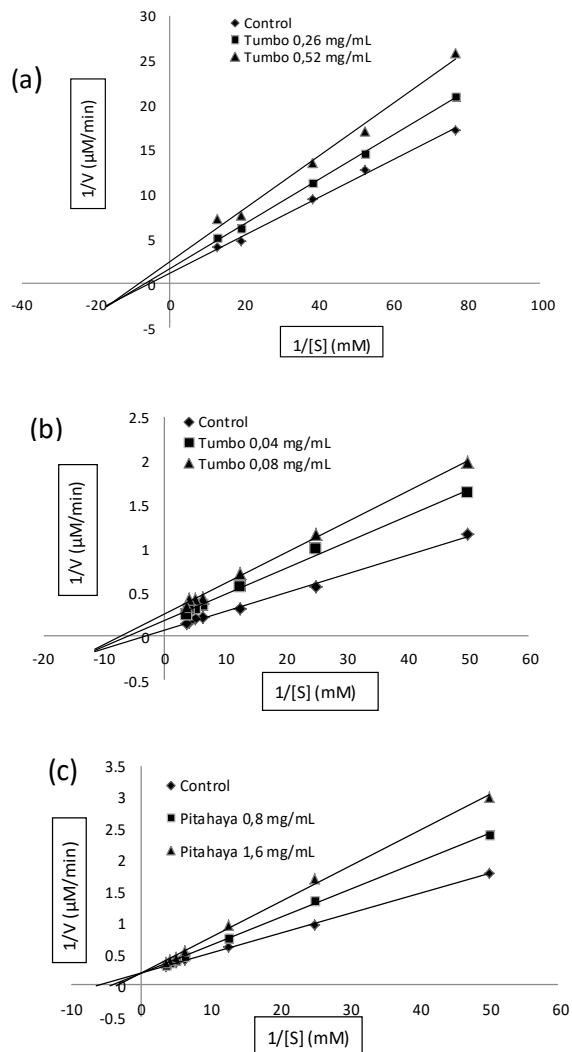 (a)
Control
Tumbo 0,26 mg/mL
Tumbo 0,52 mg/mL
1/V (µM/min)
30
25
20
15
10
5
0
-5
-40 -20 0 20 40 60 80 100
1/[S] (mM)
(b)
Control
Tumbo 0,04 mg/mL
Tumbo 0,08 mg/mL
1/V (µM/min)
2.5
2
1.5
1
0.5
0
-0.5
-20 -10 0 10 20 30 40 50 60
1/[S] (mM)
(c)
Control
Pitahaya 0,8 mg/mL
Pitahaya 1,6 mg/mL
1/V (µM/min)
3.5
3
2.5
2
1.5
1
0.5
0
-0.5
-10 0 10 20 30 40 50 60
1/[S] (mM)